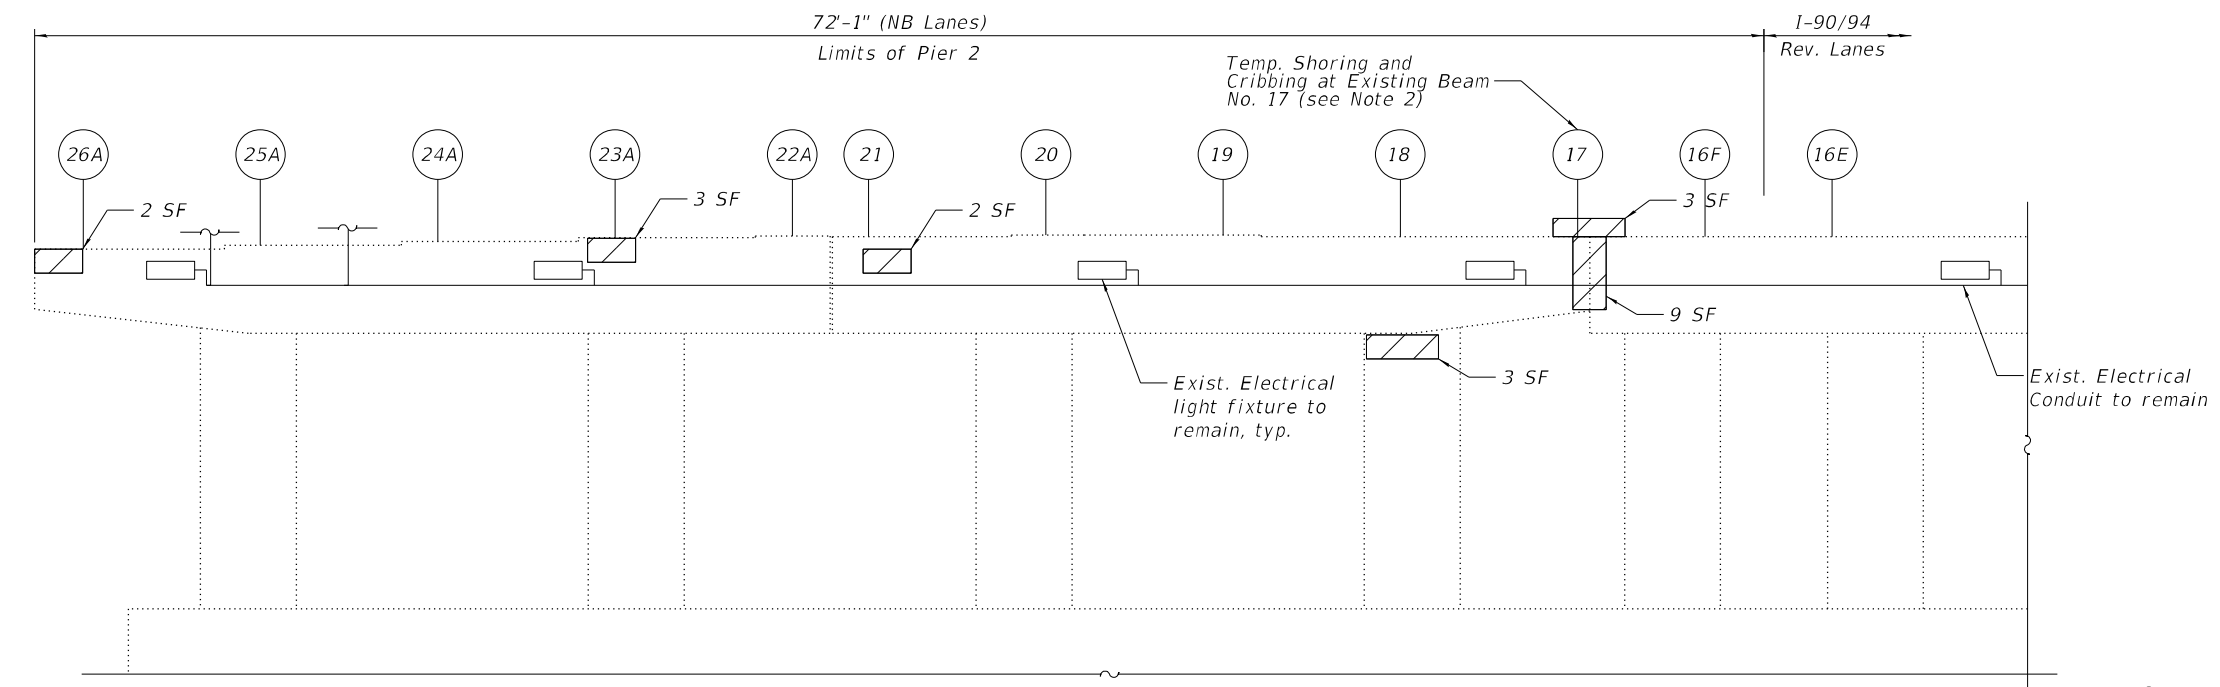 72'-1" (NB Lanes)
Limits of Pier 2
I-90/94
Rev. Lanes
Temp. Shoring and
Cribbing at Existing Beam
No. 17 (see Note 2)
26A
25A
24A
23A
22A
21
20
19
18
17
16F
16E
2 SF
3 SF
2 SF
3 SF
9 SF
3 SF
Exist. Electrical
light fixture to
remain, typ.
Exist. Electrical
Conduit to remain